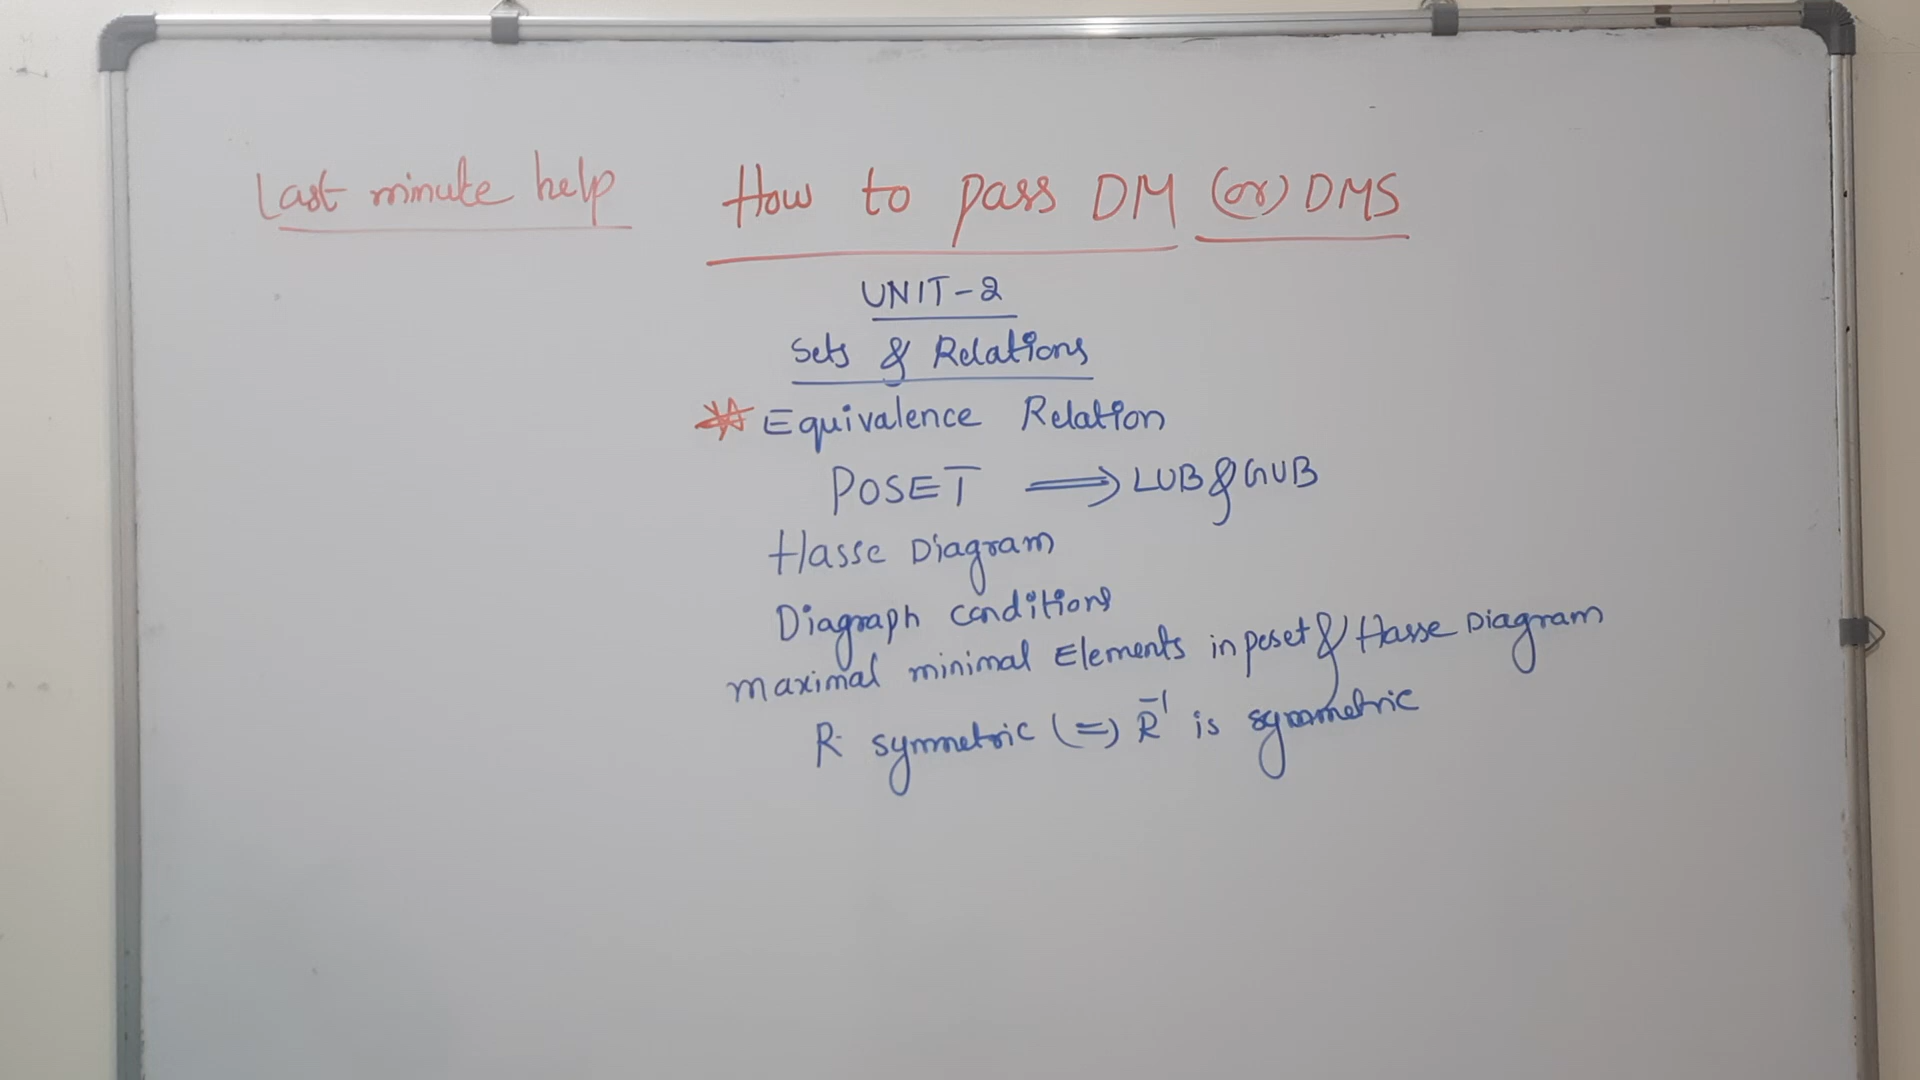 Last minute help
How to pass DM (or) DMS
UNIT-2
Sets & Relations
Equivalence Relation
POSET ⟹ LUB & GUB
Hasse Diagram
Diagraph conditions
maximal minimal Elements in poset & Hasse Diagram
R symmetric (=) R⁻¹ is symmetric